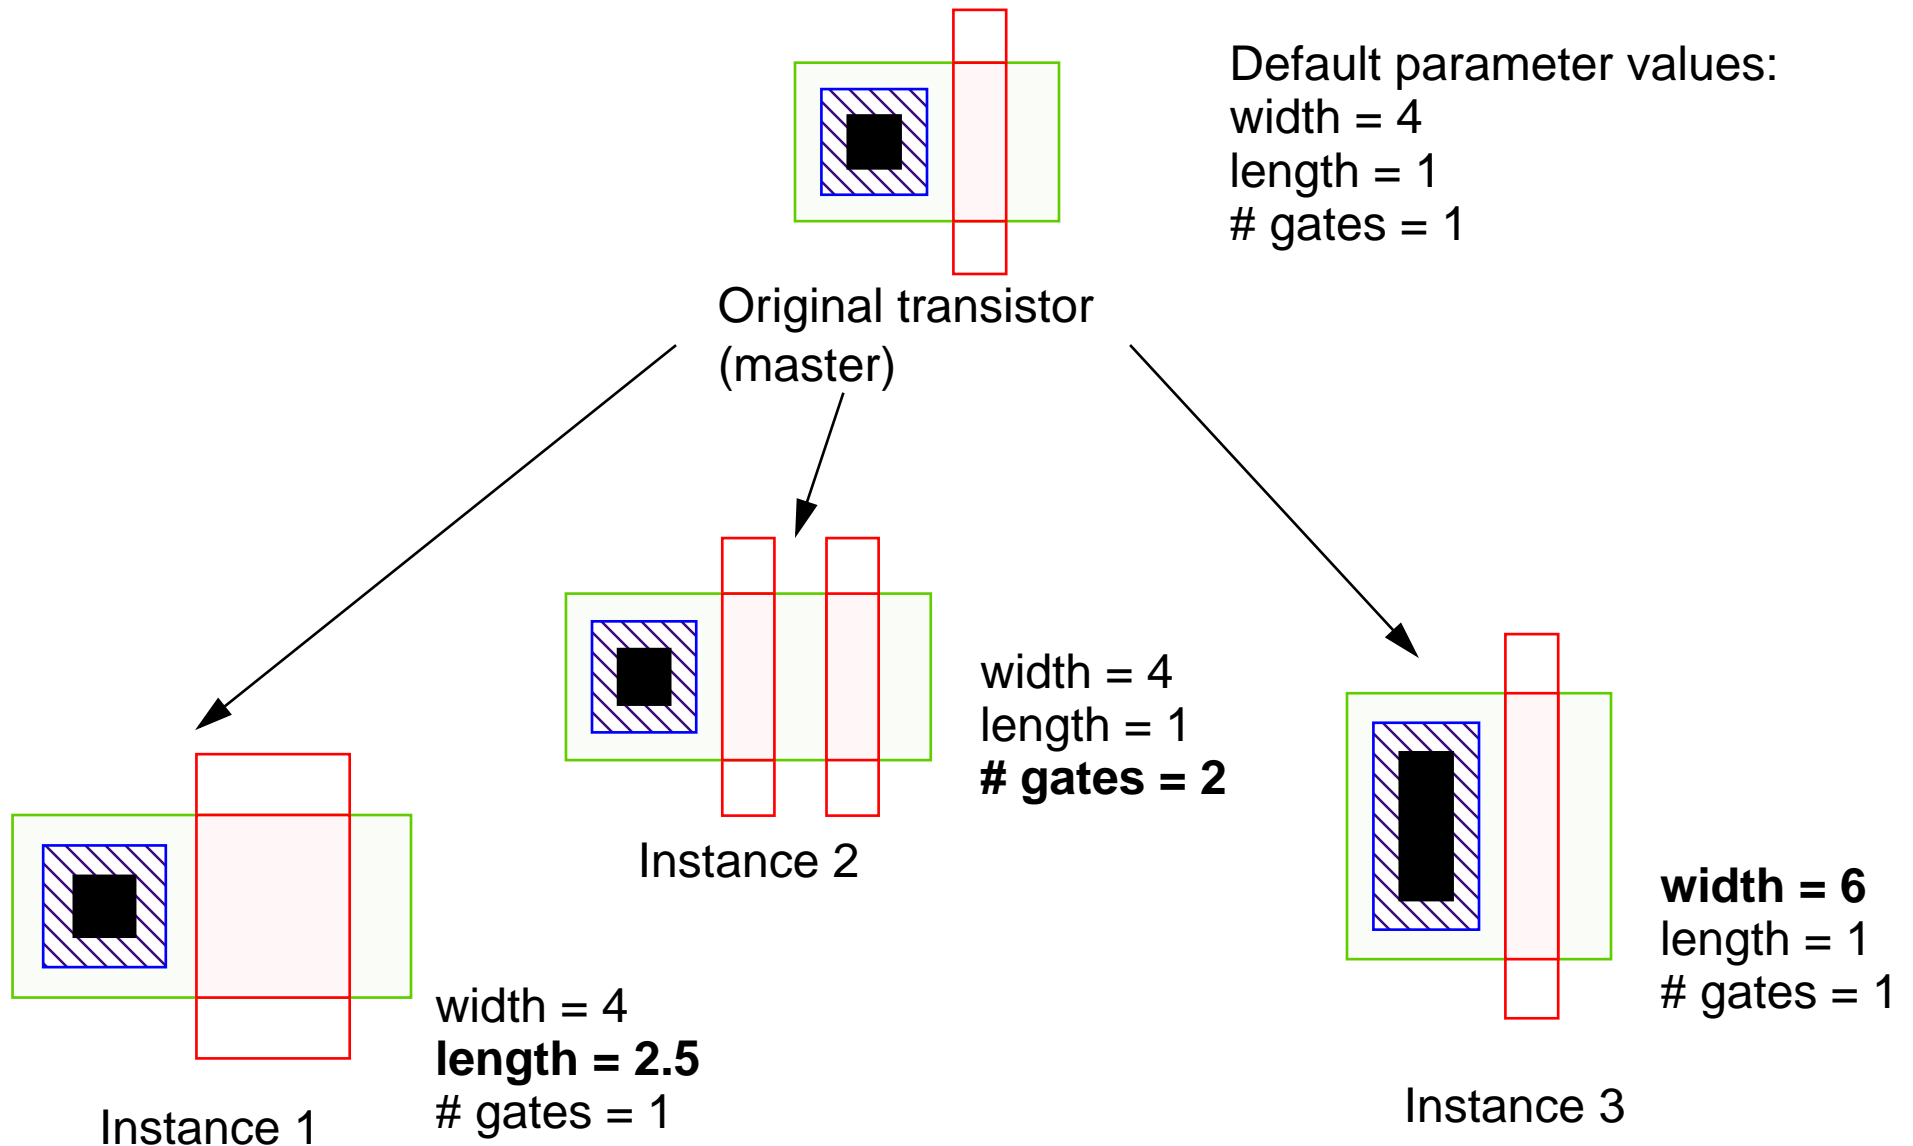 Default parameter values:
width = 4
length = 1
# gates = 1
Original transistor
(master)
width = 4
length = 1
# gates = 2
Instance 2
width = 6
length = 1
# gates = 1
Instance 3
width = 4
length = 2.5
# gates = 1
Instance 1